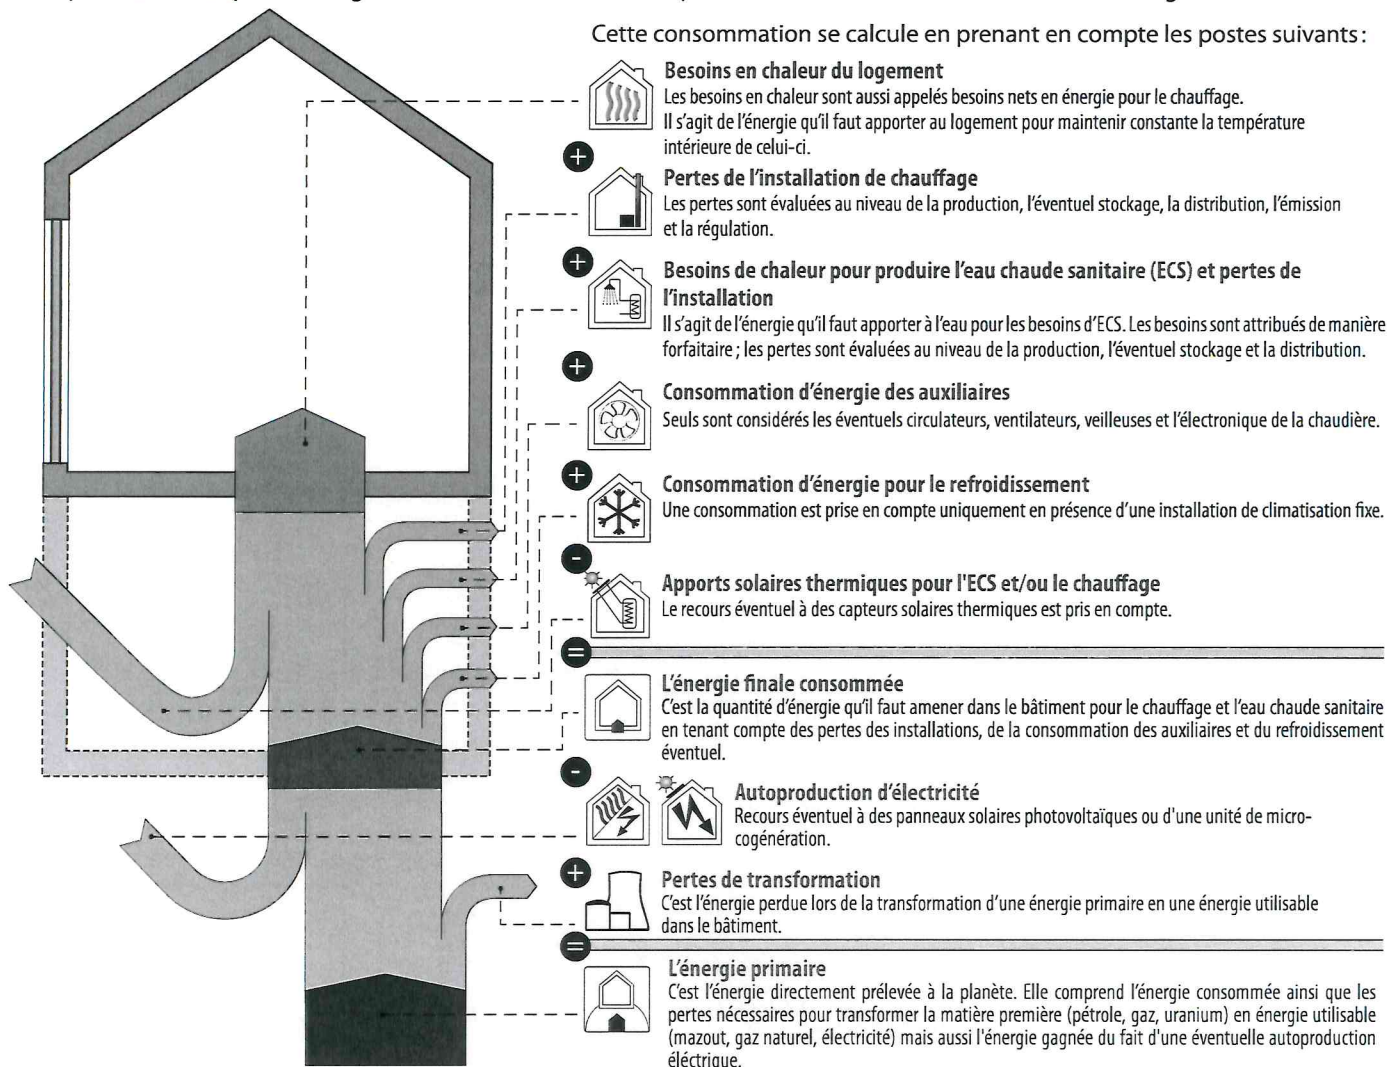 Cette consommation se calcule en prenant en compte les postes suivants :
Besoins en chaleur du logement
Les besoins en chaleur sont aussi appelés besoins nets en énergie pour le chauffage.
Il s'agit de l'énergie qu'il faut apporter au logement pour maintenir constante la température
intérieure de celui-ci.
+
Pertes de l'installation de chauffage
Les pertes sont évaluées au niveau de la production, l'éventuel stockage, la distribution, l'émission
et la régulation.
+
Besoins de chaleur pour produire l'eau chaude sanitaire (ECS) et pertes de
l'installation
Il s'agit de l'énergie qu'il faut apporter à l'eau pour les besoins d'ECS. Les besoins sont attribués de manière
forfaitaire ; les pertes sont évaluées au niveau de la production, l'éventuel stockage et la distribution.
+
Consommation d'énergie des auxiliaires
Seuls sont considérés les éventuels circulateurs, ventilateurs, veilleuses et l'électronique de la chaudière.
+
Consommation d'énergie pour le refroidissement
Une consommation est prise en compte uniquement en présence d'une installation de climatisation fixe.
-
Apports solaires thermiques pour l'ECS et/ou le chauffage
Le recours éventuel à des capteurs solaires thermiques est pris en compte.
=
L'énergie finale consommée
C'est la quantité d'énergie qu'il faut amener dans le bâtiment pour le chauffage et l'eau chaude sanitaire
en tenant compte des pertes des installations, de la consommation des auxiliaires et du refroidissement
éventuel.
-
Autoproduction d'électricité
Recours éventuel à des panneaux solaires photovoltaïques ou d'une unité de micro-
cogénération.
+
Pertes de transformation
C'est l'énergie perdue lors de la transformation d'une énergie primaire en une énergie utilisable
dans le bâtiment.
=
L'énergie primaire
C'est l'énergie directement prélevée à la planète. Elle comprend l'énergie consommée ainsi que les
pertes nécessaires pour transformer la matière première (pétrole, gaz, uranium) en énergie utilisable
(mazout, gaz naturel, électricité) mais aussi l'énergie gagnée du fait d'une éventuelle autoproduction
éléctrique.